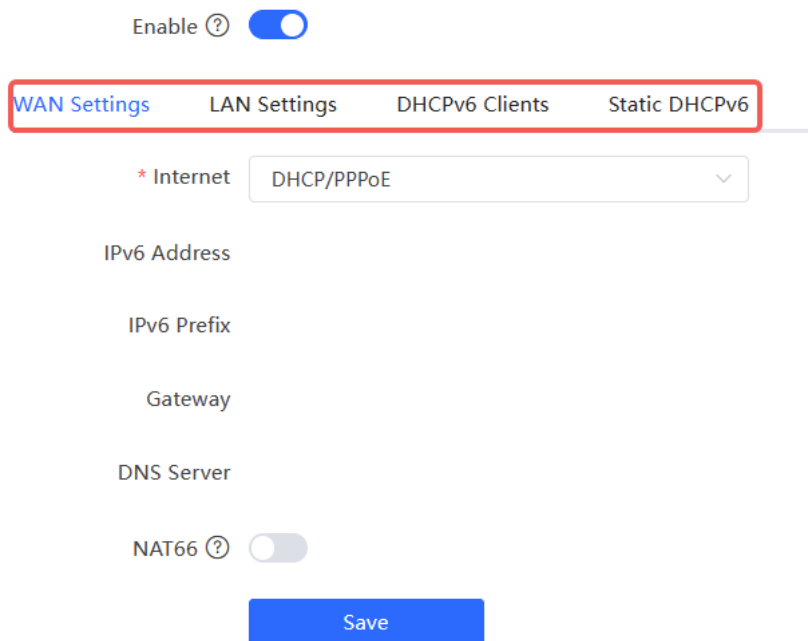 Enable ?
WAN Settings LAN Settings DHCPv6 Clients Static DHCPv6
* Internet DHCP/PPPoE
IPv6 Address
IPv6 Prefix
Gateway
DNS Server
NAT66 ?
Save